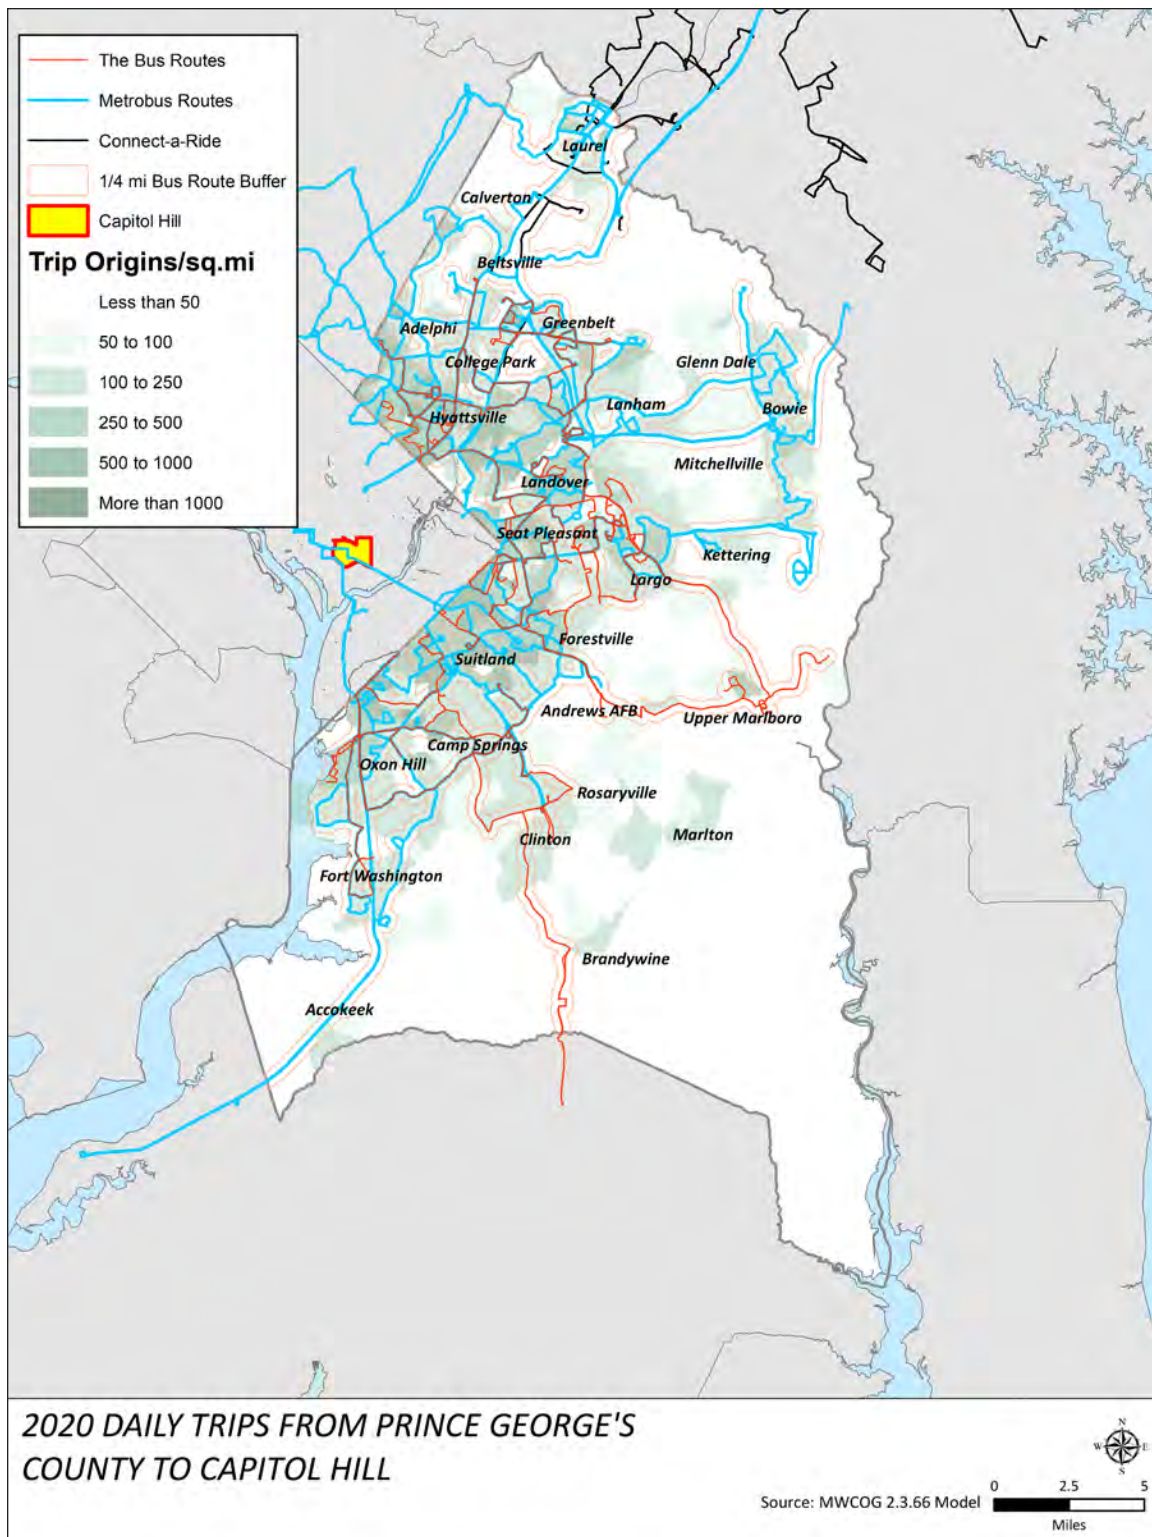 The Bus Routes
Metrobus Routes
Connect-a-Ride
1/4 mi Bus Route Buffer
Capitol Hill
Trip Origins/sq.mi
Less than 50
50 to 100
100 to 250
250 to 500
500 to 1000
More than 1000
Laurel
Calverton
Beltsville
Adelphi
Greenbelt
College Park
Glenn Dale
Lanham
Bowie
Hyattsville
Mitchellville
Landover
Seat Pleasant
Kettering
Largo
Forestville
Suitland
Andrews AFB
Upper Marlboro
Camp Springs
Oxon Hill
Rosaryville
Marlton
Clinton
Fort Washington
Brandywine
Accokeek
2020 DAILY TRIPS FROM PRINCE GEORGE'S
COUNTY TO CAPITOL HILL
N
W E
S
Source: MWCOG 2.3.66 Model
0 2.5 5
Miles